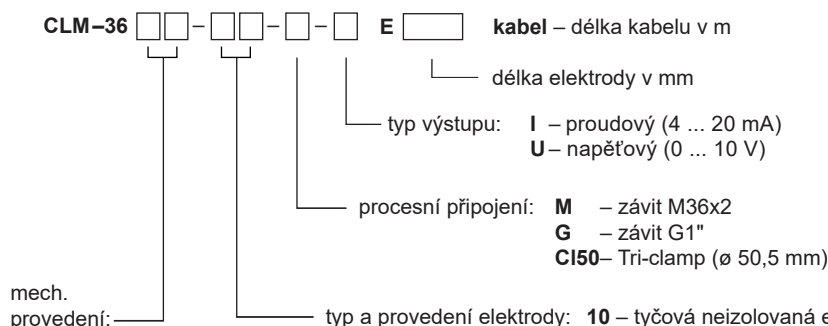 CLM–36 – – – E kabel – délka kabelu v m
délka elektrody v mm
typ výstupu: I – proudový (4 ... 20 mA)
U – napěťový (0 ... 10 V)
procesní připojení: M – závit M36x2
G – závit G1"
Cl50– Tri-clamp (ø 50,5 mm)
mech.
provedení:
typ a provedení elektrody: 10 – tyčová neizolovaná e